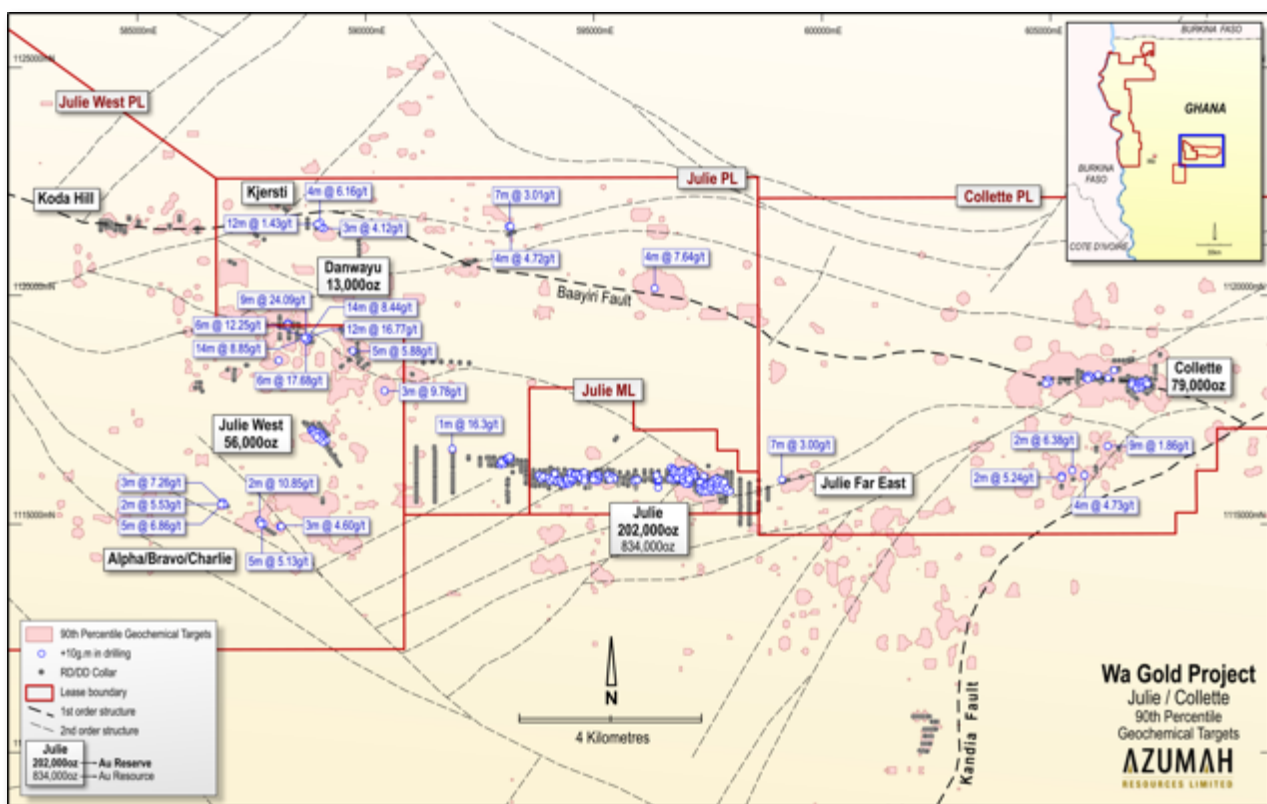 585000mE
590000mE
595000mE
600000mE
605000mE
BURKINA FASO
GHANA
BURKINA
FASO
COTE D'IVOIRE
1125000mN
Julie West PL
Julie PL
Collette PL
Koda Hill
Kjersti
4m @ 6.16g/t
7m @ 3.01g/t
12m @ 1.43g/t
3m @ 4.12g/t
4m @ 4.72g/t
4m @ 7.64g/t
Danwayu
13,000oz
Baayiri Fault
1120000mN
1120000mN
9m @ 24.09g/t
14m @ 8.44g/t
6m @ 12.25g/t
12m @ 16.77g/t
14m @ 8.85g/t
5m @ 5.88g/t
6m @ 17.68g/t
3m @ 9.78g/t
Collette
79,000oz
Julie ML
Julie West
56,000oz
1m @ 16.3g/t
7m @ 3.00g/t
2m @ 6.38g/t
9m @ 1.86g/t
2m @ 5.24g/t
4m @ 4.73g/t
Julie Far East
3m @ 7.26g/t
2m @ 10.85g/t
2m @ 5.53g/t
5m @ 6.86g/t
3m @ 4.60g/t
5m @ 5.13g/t
Alpha/Bravo/Charlie
1115000mN
1115000mN
Julie
202,000oz
834,000oz
90th Percentile Geochemical Targets
+10g.m in drilling
RD/DD Collar
Lease boundary
1st order structure
2nd order structure
Julie
202,000oz Au Reserve
834,000oz Au Resource
N
4 Kilometres
Kandia Fault
Wa Gold Project
Julie / Collette
90th Percentile
Geochemical Targets
AZUMAH
RESOURCES LIMITED